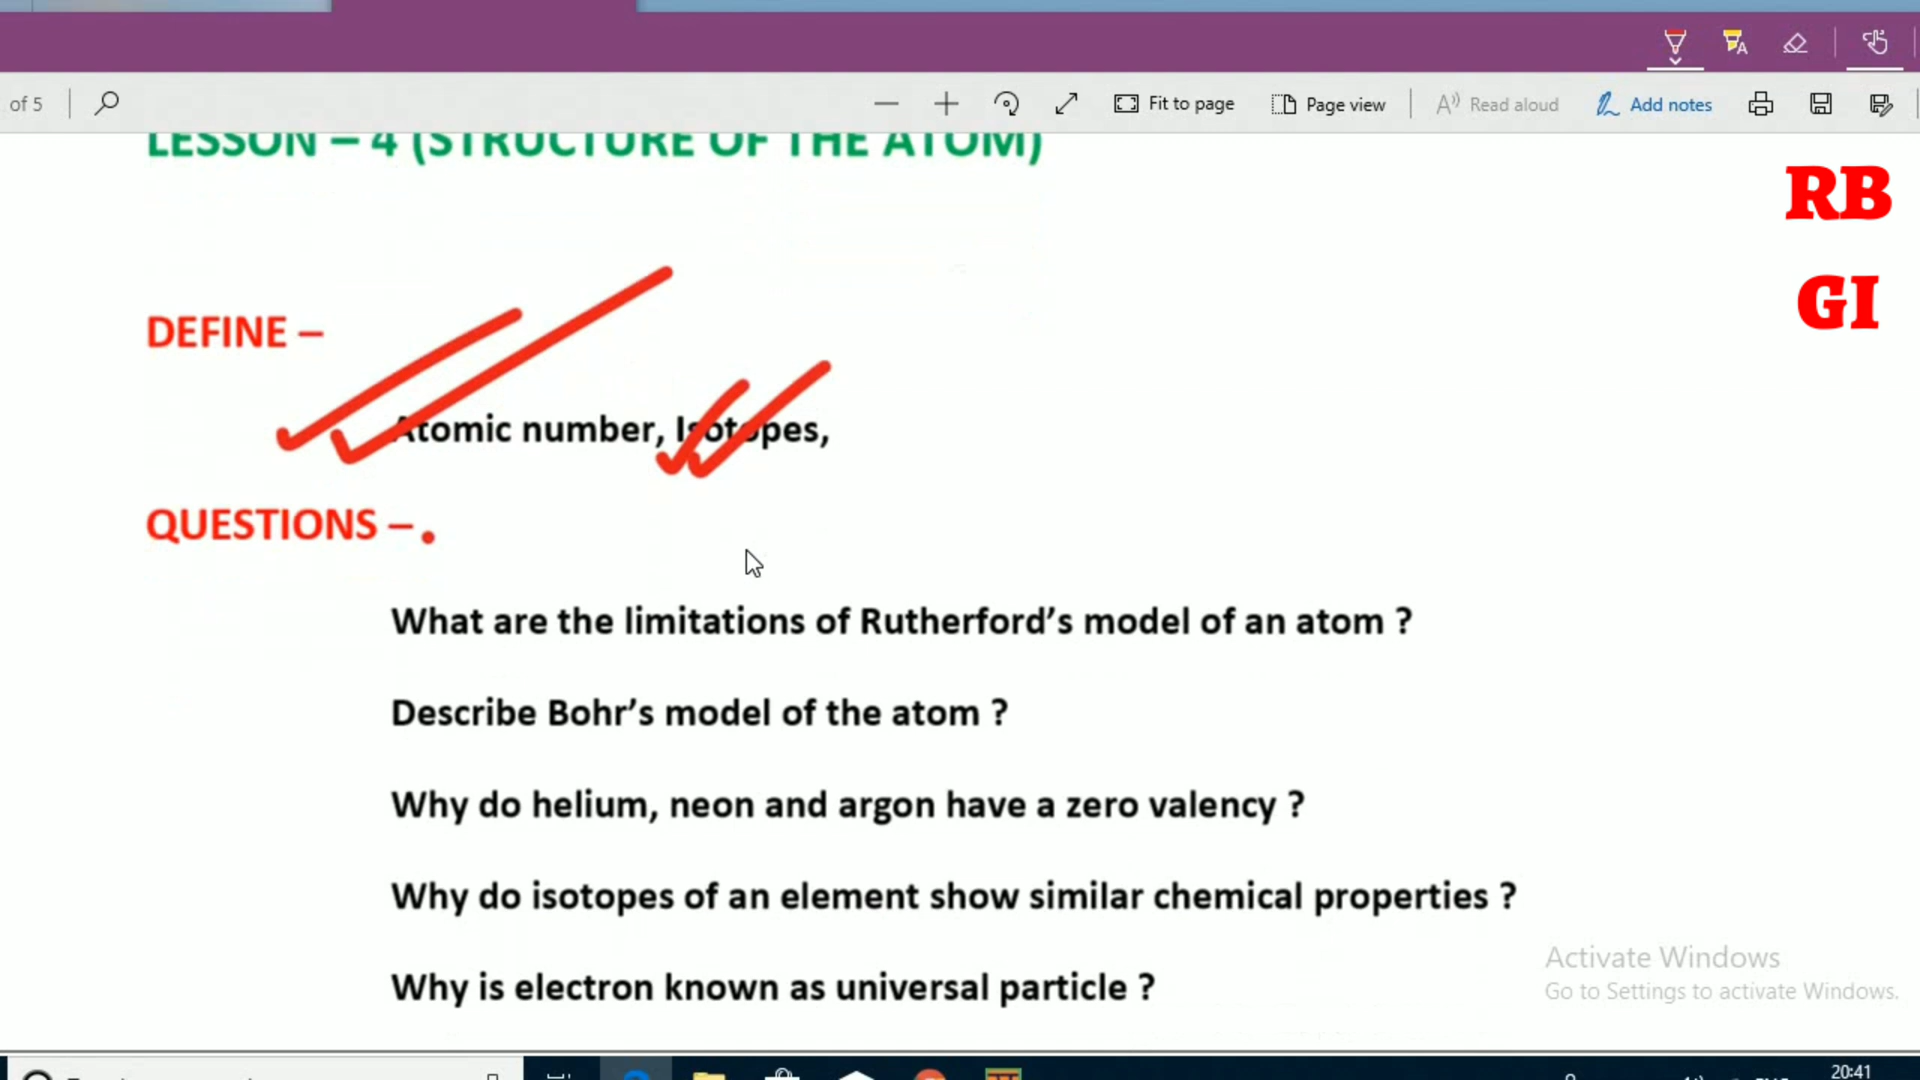 of 5
Fit to page
Page view
Read aloud
Add notes
LESSON – 4 (STRUCTURE OF THE ATOM)
RB
GI
DEFINE –
Atomic number, Isotopes,
QUESTIONS –.
What are the limitations of Rutherford’s model of an atom ?
Describe Bohr’s model of the atom ?
Why do helium, neon and argon have a zero valency ?
Why do isotopes of an element show similar chemical properties ?
Why is electron known as universal particle ?
Activate Windows
Go to Settings to activate Windows.
20:41